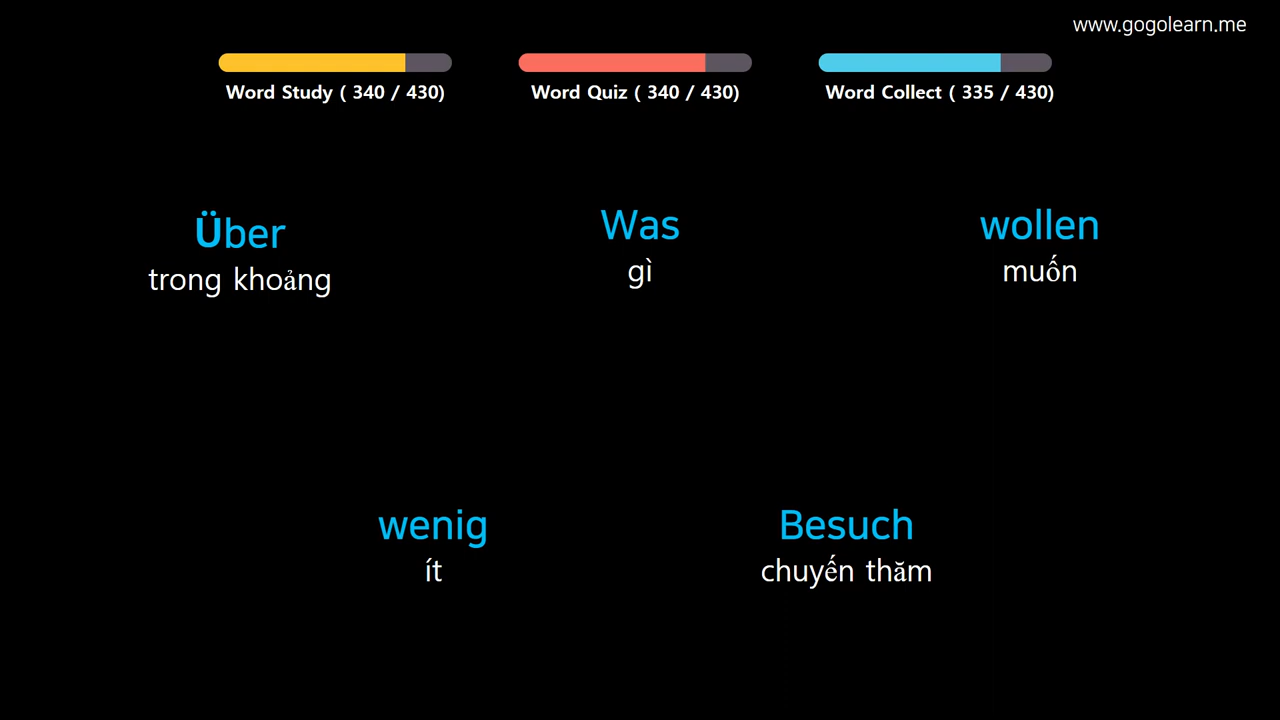 www.gogolearn.me
Word Study ( 340 / 430)
Word Quiz ( 340 / 430)
Word Collect ( 335 / 430)
Über
trong khoảng
Was
gì
wollen
muốn
wenig
ít
Besuch
chuyến thăm